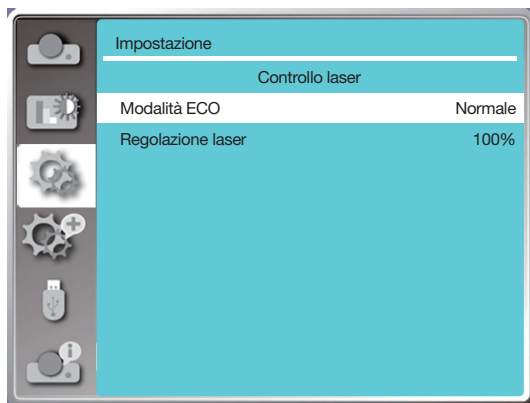 Impostazione
Controllo laser
Modalità ECO Normale
Regolazione laser 100%